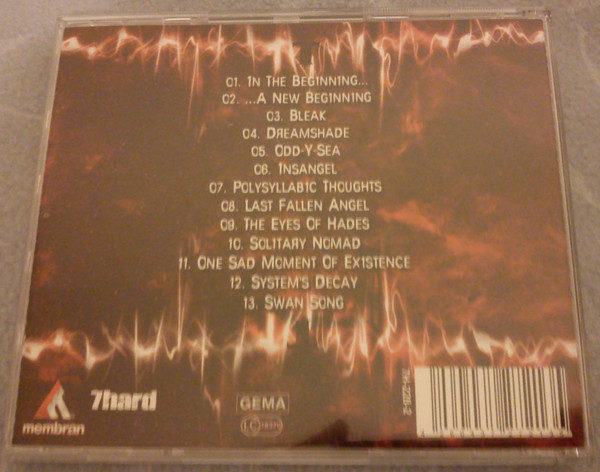 01. In The Beginning...
02. ...A New Beginning
03. Bleak
04. Dreamshade
05. Odd-Y-Sea
06. Insangel
07. Polysyllabic Thoughts
08. Last Fallen Angel
09. The Eyes Of Hades
10. Solitary Nomad
11. One Sad Moment Of Existence
12. System's Decay
13. Swan Song
membran
7hard
GEMA
LC